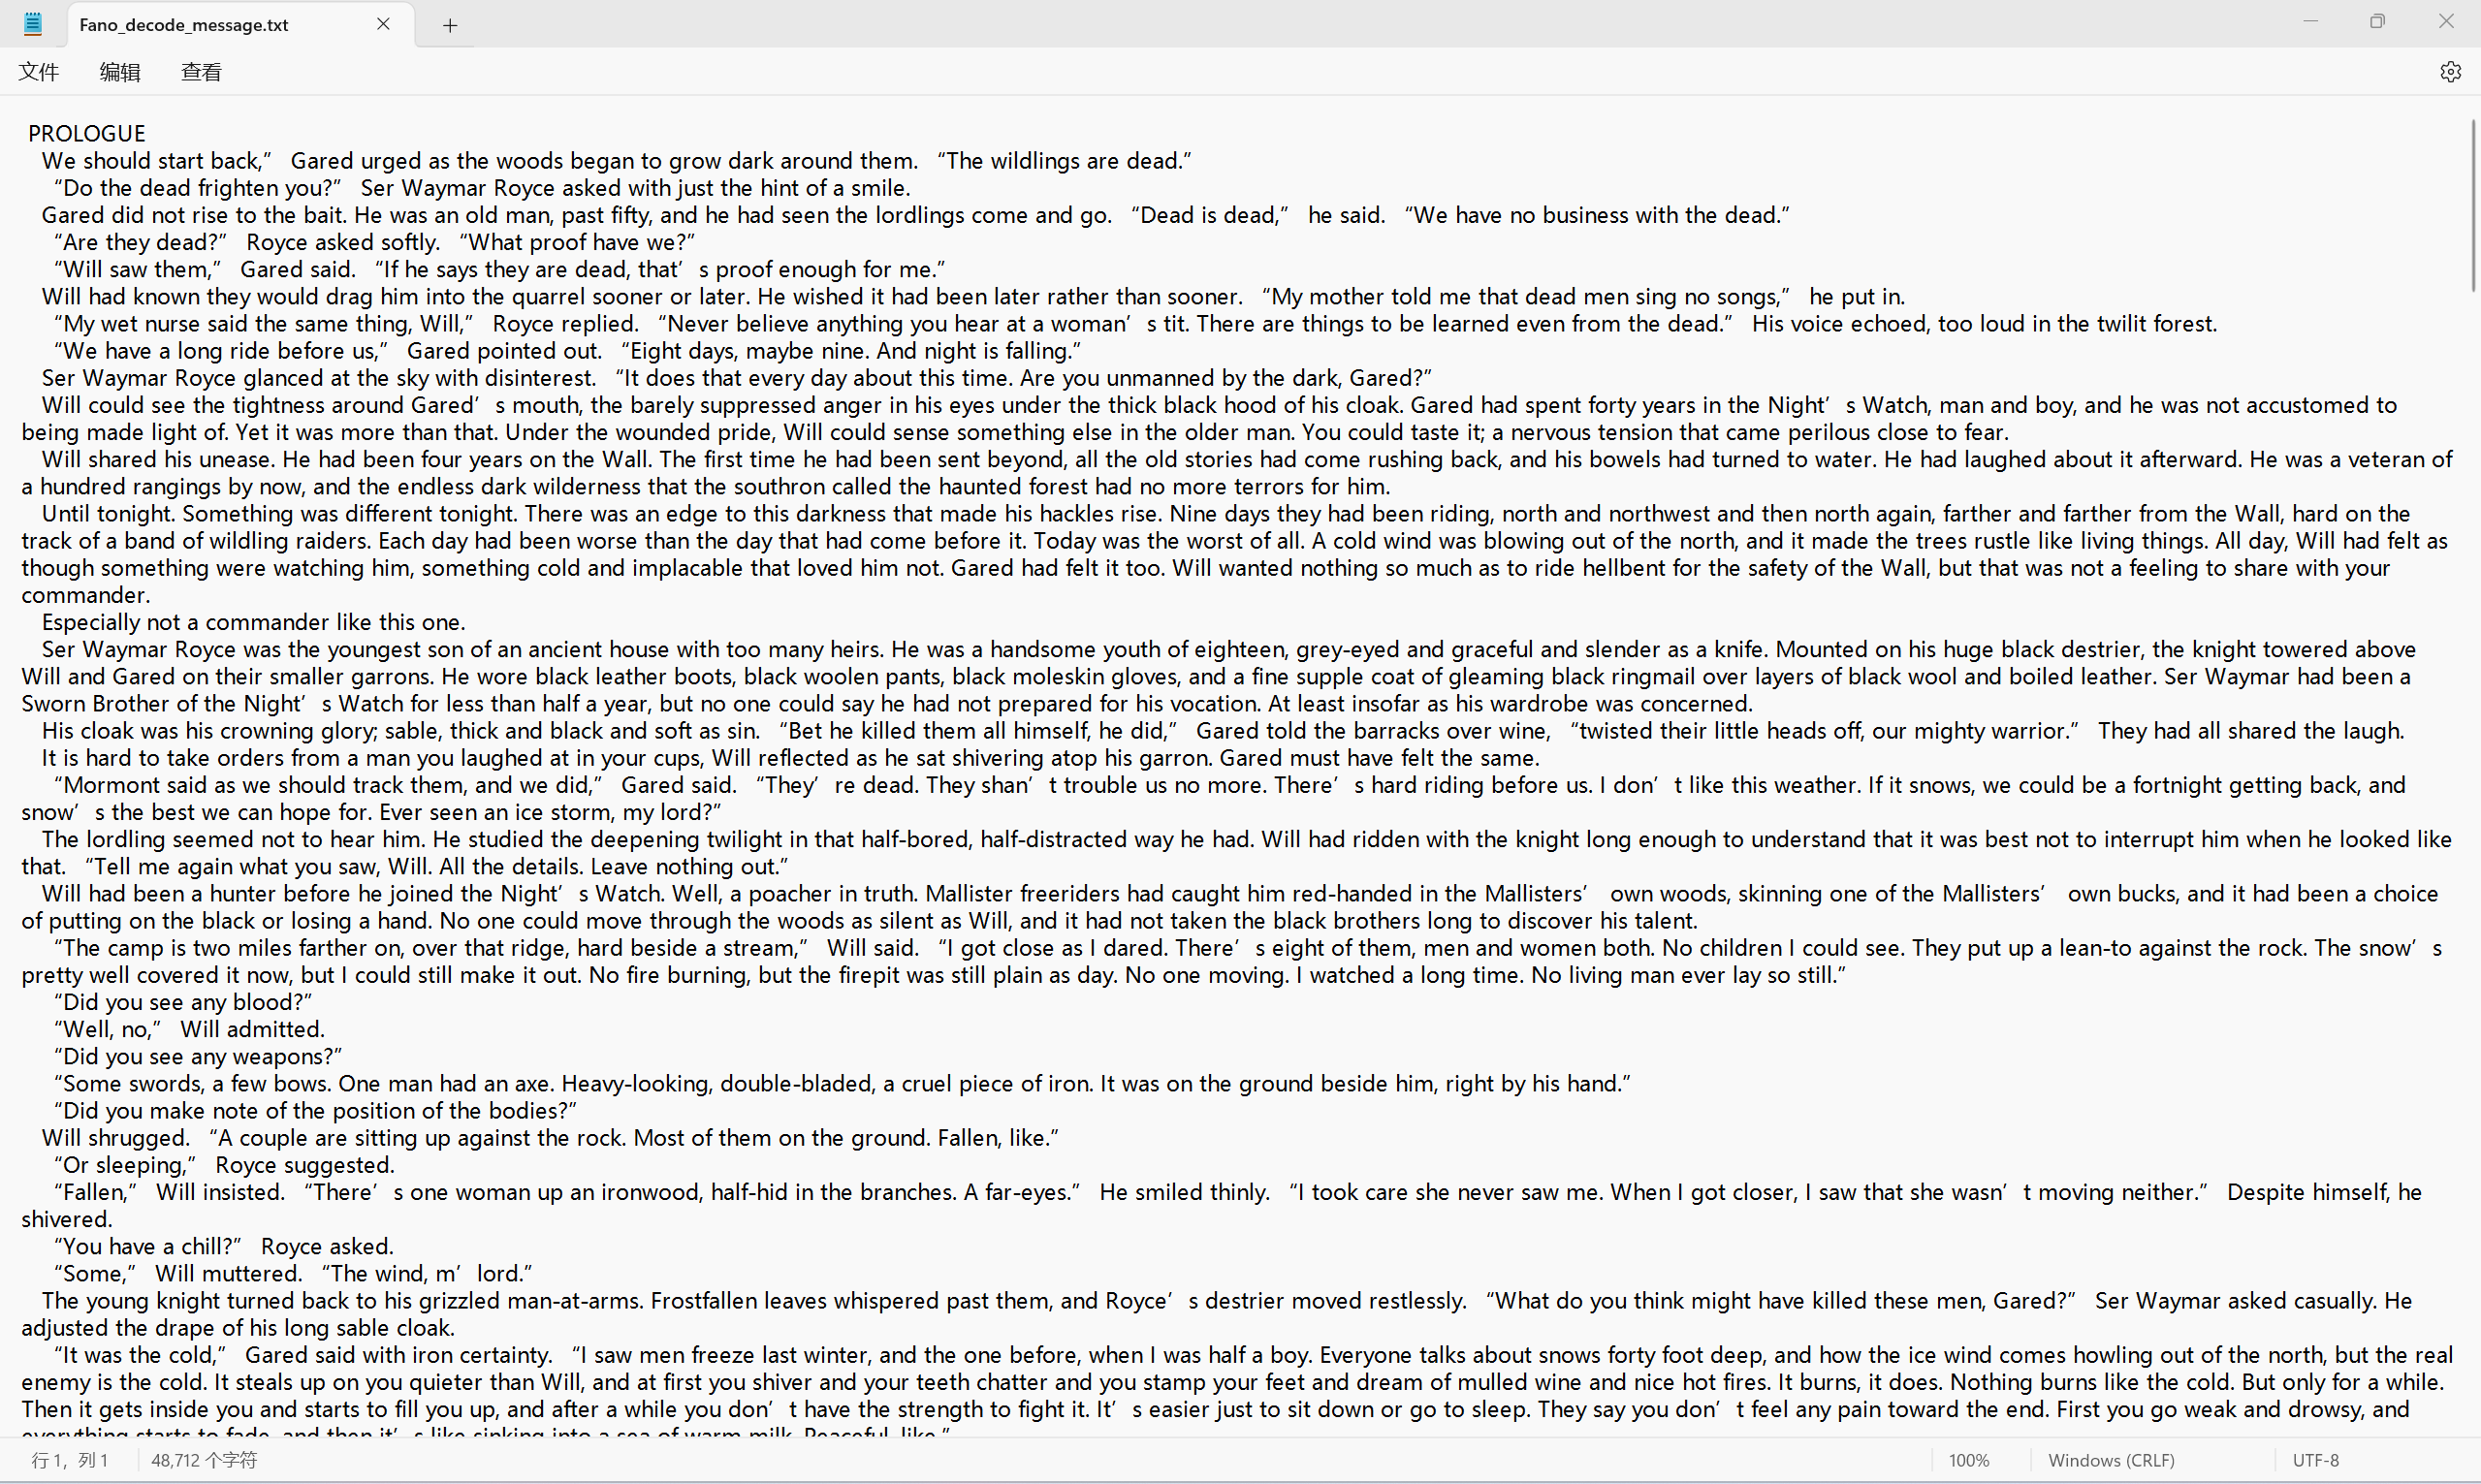 Fano_decode_message.txt
文件 编辑 查看
PROLOGUE
We should start back,” Gared urged as the woods began to grow dark around them. “The wildlings are dead.”
“Do the dead frighten you?” Ser Waymar Royce asked with just the hint of a smile.
Gared did not rise to the bait. He was an old man, past fifty, and he had seen the lordlings come and go. “Dead is dead,” he said. “We have no business with the dead.”
“Are they dead?” Royce asked softly. “What proof have we?”
“Will saw them,” Gared said. “If he says they are dead, that’s proof enough for me.”
Will had known they would drag him into the quarrel sooner or later. He wished it had been later rather than sooner. “My mother told me that dead men sing no songs,” he put in.
“My wet nurse said the same thing, Will,” Royce replied. “Never believe anything you hear at a woman’s tit. There are things to be learned even from the dead.” His voice echoed, too loud in the twilit forest.
“We have a long ride before us,” Gared pointed out. “Eight days, maybe nine. And night is falling.”
Ser Waymar Royce glanced at the sky with disinterest. “It does that every day about this time. Are you unmanned by the dark, Gared?”
Will could see the tightness around Gared’s mouth, the barely suppressed anger in his eyes under the thick black hood of his cloak. Gared had spent forty years in the Night’s Watch, man and boy, and he was not accustomed to
being made light of. Yet it was more than that. Under the wounded pride, Will could sense something else in the older man. You could taste it; a nervous tension that came perilous close to fear.
Will shared his unease. He had been four years on the Wall. The first time he had been sent beyond, all the old stories had come rushing back, and his bowels had turned to water. He had laughed about it afterward. He was a veteran of
a hundred rangings by now, and the endless dark wilderness that the southron called the haunted forest had no more terrors for him.
Until tonight. Something was different tonight. There was an edge to this darkness that made his hackles rise. Nine days they had been riding, north and northwest and then north again, farther and farther from the Wall, hard on the
track of a band of wildling raiders. Each day had been worse than the day that had come before it. Today was the worst of all. A cold wind was blowing out of the north, and it made the trees rustle like living things. All day, Will had felt as
though something were watching him, something cold and implacable that loved him not. Gared had felt it too. Will wanted nothing so much as to ride hellbent for the safety of the Wall, but that was not a feeling to share with your
commander.
Especially not a commander like this one.
Ser Waymar Royce was the youngest son of an ancient house with too many heirs. He was a handsome youth of eighteen, grey-eyed and graceful and slender as a knife. Mounted on his huge black destrier, the knight towered above
Will and Gared on their smaller garrons. He wore black leather boots, black woolen pants, black moleskin gloves, and a fine supple coat of gleaming black ringmail over layers of black wool and boiled leather. Ser Waymar had been a
Sworn Brother of the Night’s Watch for less than half a year, but no one could say he had not prepared for his vocation. At least insofar as his wardrobe was concerned.
His cloak was his crowning glory; sable, thick and black and soft as sin. “Bet he killed them all himself, he did,” Gared told the barracks over wine, “twisted their little heads off, our mighty warrior.” They had all shared the laugh.
It is hard to take orders from a man you laughed at in your cups, Will reflected as he sat shivering atop his garron. Gared must have felt the same.
“Mormont said as we should track them, and we did,” Gared said. “They’re dead. They shan’t trouble us no more. There’s hard riding before us. I don’t like this weather. If it snows, we could be a fortnight getting back, and
snow’s the best we can hope for. Ever seen an ice storm, my lord?”
The lordling seemed not to hear him. He studied the deepening twilight in that half-bored, half-distracted way he had. Will had ridden with the knight long enough to understand that it was best not to interrupt him when he looked like
that. “Tell me again what you saw, Will. All the details. Leave nothing out.”
Will had been a hunter before he joined the Night’s Watch. Well, a poacher in truth. Mallister freeriders had caught him red-handed in the Mallisters’ own woods, skinning one of the Mallisters’ own bucks, and it had been a choice
of putting on the black or losing a hand. No one could move through the woods as silent as Will, and it had not taken the black brothers long to discover his talent.
“The camp is two miles farther on, over that ridge, hard beside a stream,” Will said. “I got close as I dared. There’s eight of them, men and women both. No children I could see. They put up a lean-to against the rock. The snow’s
pretty well covered it now, but I could still make it out. No fire burning, but the firepit was still plain as day. No one moving. I watched a long time. No living man ever lay so still.”
“Did you see any blood?”
“Well, no,” Will admitted.
“Did you see any weapons?”
“Some swords, a few bows. One man had an axe. Heavy-looking, double-bladed, a cruel piece of iron. It was on the ground beside him, right by his hand.”
“Did you make note of the position of the bodies?”
Will shrugged. “A couple are sitting up against the rock. Most of them on the ground. Fallen, like.”
“Or sleeping,” Royce suggested.
“Fallen,” Will insisted. “There’s one woman up an ironwood, half-hid in the branches. A far-eyes.” He smiled thinly. “I took care she never saw me. When I got closer, I saw that she wasn’t moving neither.” Despite himself, he
shivered.
“You have a chill?” Royce asked.
“Some,” Will muttered. “The wind, m’lord.”
The young knight turned back to his grizzled man-at-arms. Frostfallen leaves whispered past them, and Royce’s destrier moved restlessly. “What do you think might have killed these men, Gared?” Ser Waymar asked casually. He
adjusted the drape of his long sable cloak.
“It was the cold,” Gared said with iron certainty. “I saw men freeze last winter, and the one before, when I was half a boy. Everyone talks about snows forty foot deep, and how the ice wind comes howling out of the north, but the real
enemy is the cold. It steals up on you quieter than Will, and at first you shiver and your teeth chatter and you stamp your feet and dream of mulled wine and nice hot fires. It burns, it does. Nothing burns like the cold. But only for a while.
Then it gets inside you and starts to fill you up, and after a while you don’t have the strength to fight it. It’s easier just to sit down or go to sleep. They say you don’t feel any pain toward the end. First you go weak and drowsy, and
everything starts to fade, and then it’s like sinking into a sea of warm milk. Peaceful, like.”
行 1, 列 1 48,712 个字符 100% Windows (CRLF) UTF-8